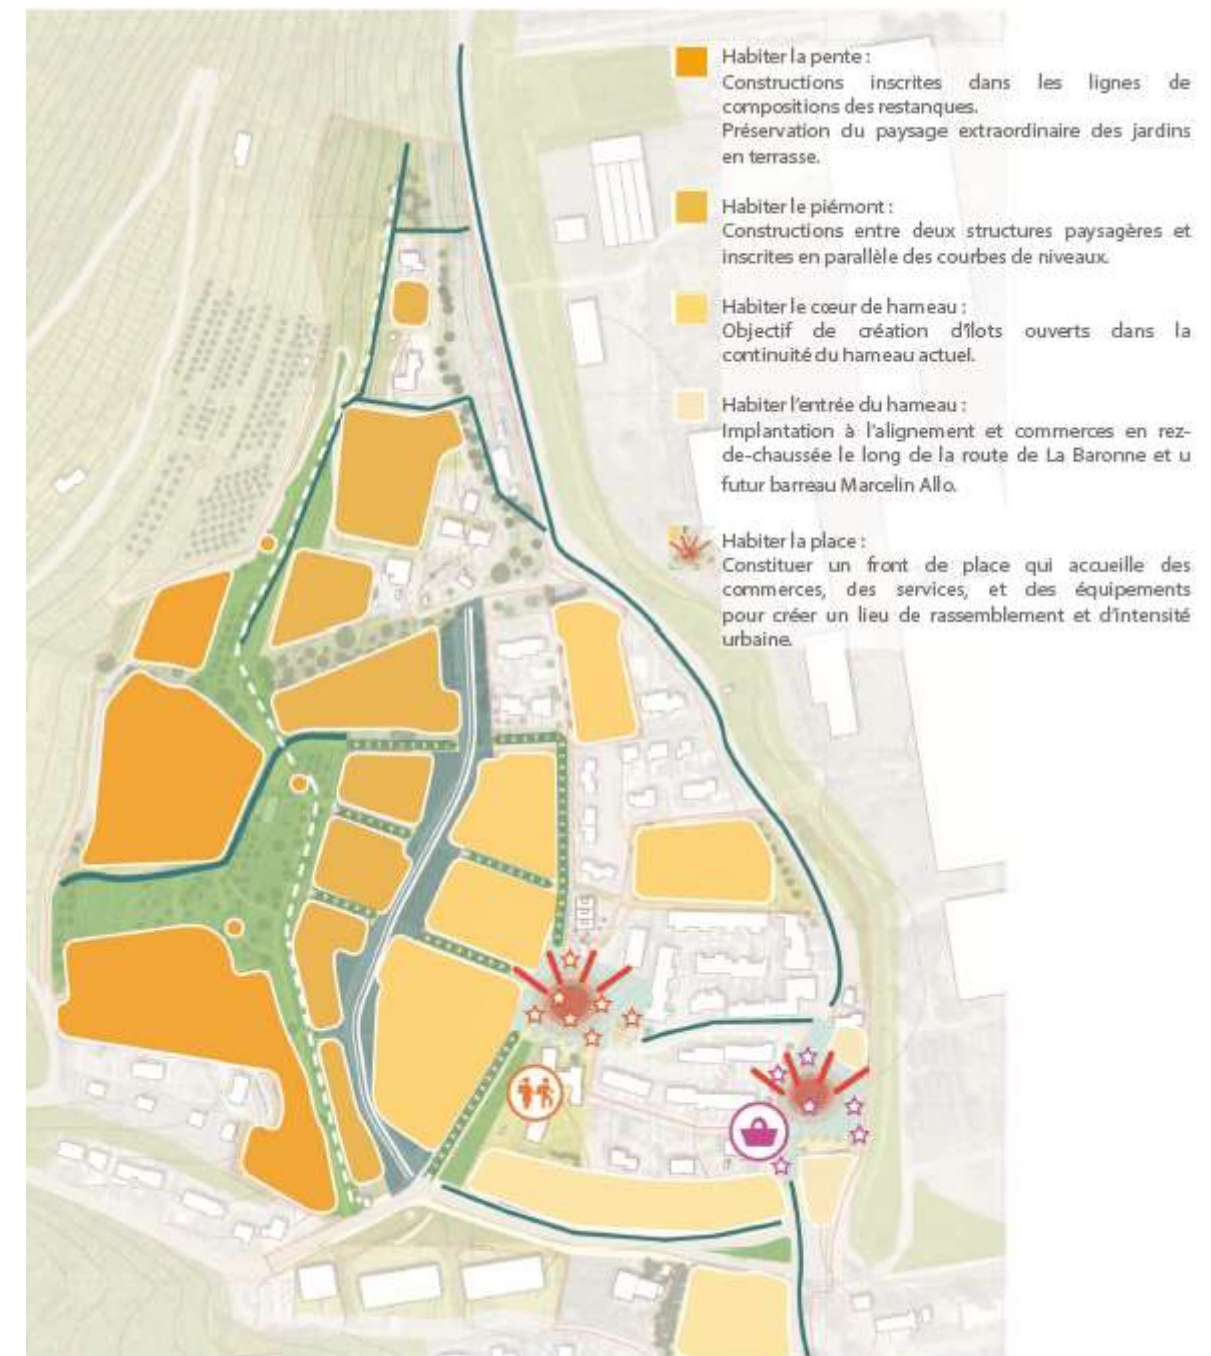 Habiter la pente :
Constructions inscrites dans les lignes de
compositions des restanques.
Préservation du paysage extraordinaire des jardins
en terrasse.
Habiter le piémont :
Constructions entre deux structures paysagères et
inscrites en parallèle des courbes de niveaux.
Habiter le cœur de hameau :
Objectif de création d'îlots ouverts dans la
continuité du hameau actuel.
Habiter l'entrée du hameau :
Implantation à l'alignement et commerces en rez-
de-chaussée le long de la route de La Baronne et u
futur barreau Marcelin Allo.
Habiter la place :
Constituer un front de place qui accueille des
commerces, des services, et des équipements
pour créer un lieu de rassemblement et d'intensité
urbaine.